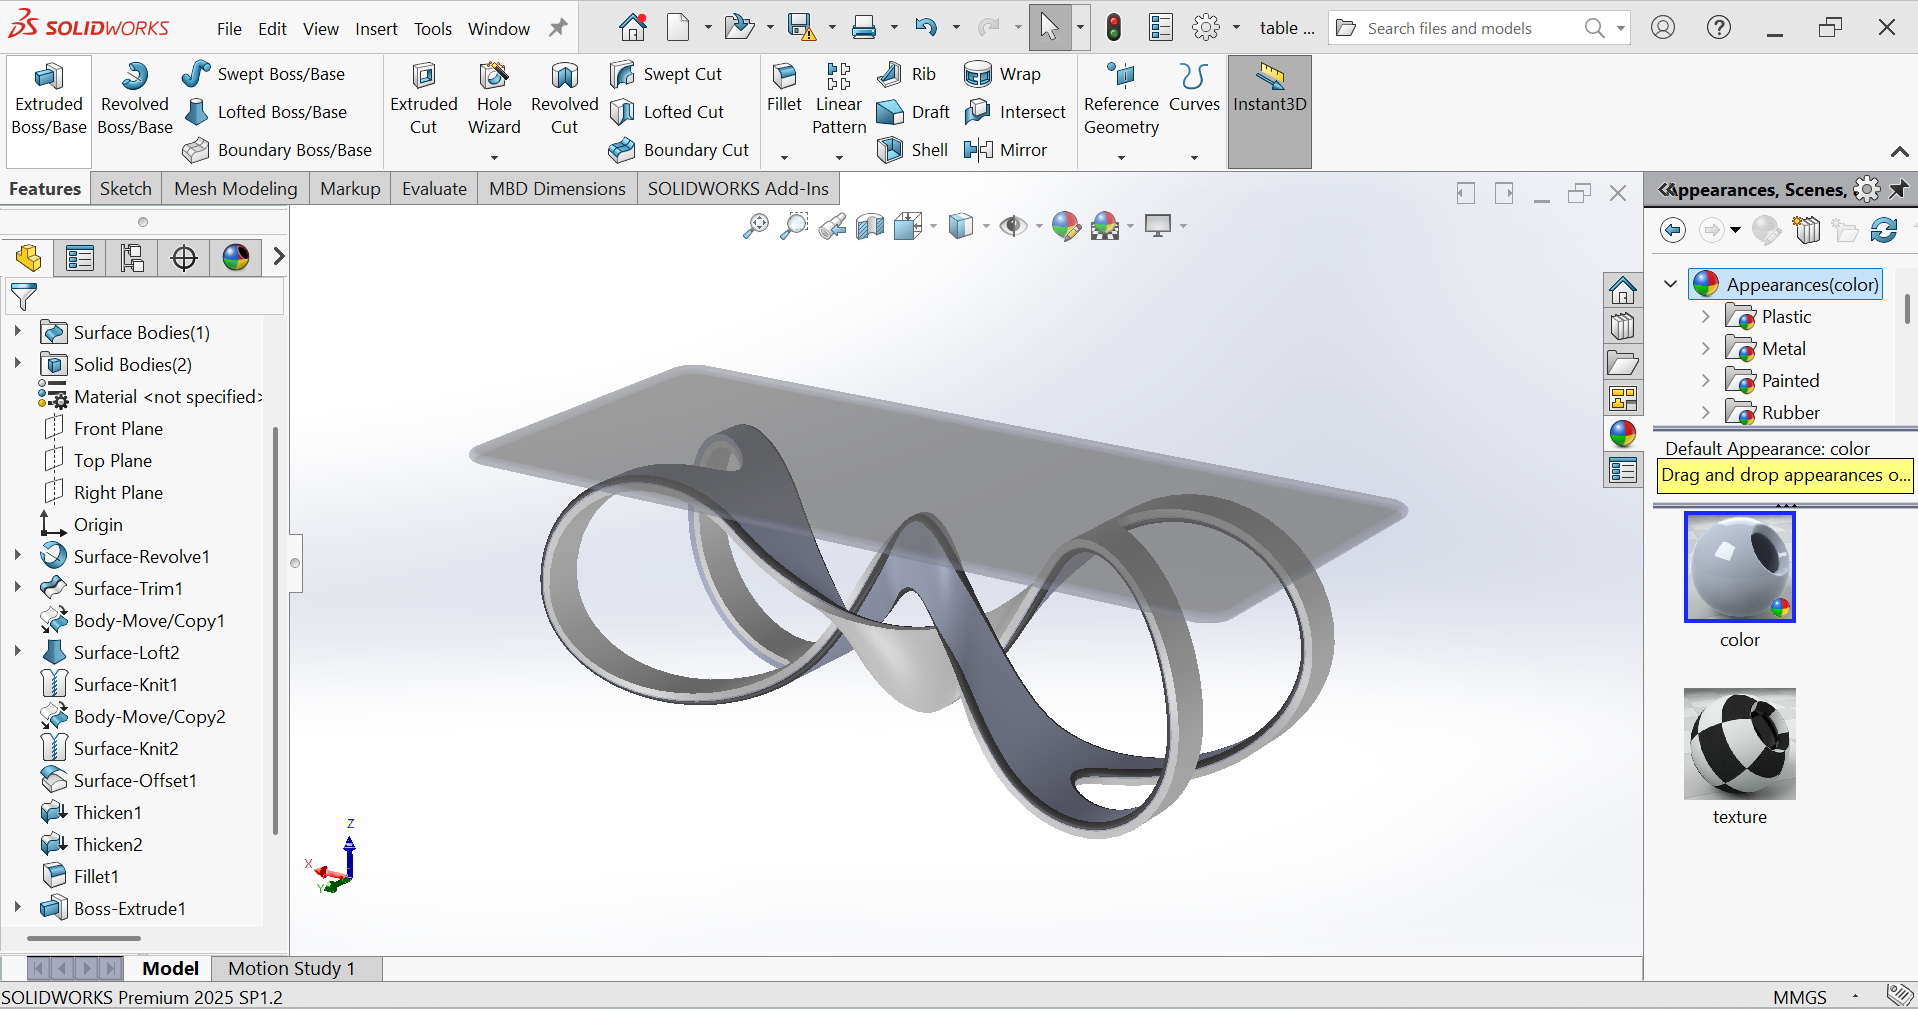 SOLIDWORKS
File Edit View Insert Tools Window
table ...
Search files and models
Extruded Boss/Base
Revolved Boss/Base
Swept Boss/Base
Lofted Boss/Base
Boundary Boss/Base
Extruded Cut
Hole Wizard
Revolved Cut
Swept Cut
Lofted Cut
Boundary Cut
Fillet
Linear Pattern
Rib
Draft
Shell
Wrap
Intersect
Mirror
Reference Geometry
Curves
Instant3D
Features Sketch Mesh Modeling Markup Evaluate MBD Dimensions SOLIDWORKS Add-Ins
Surface Bodies(1)
Solid Bodies(2)
Material <not specified>
Front Plane
Top Plane
Right Plane
Origin
Surface-Revolve1
Surface-Trim1
Body-Move/Copy1
Surface-Loft2
Surface-Knit1
Body-Move/Copy2
Surface-Knit2
Surface-Offset1
Thicken1
Thicken2
Fillet1
Boss-Extrude1
Z
X
Y
Appearances, Scenes,
Appearances(color)
Plastic
Metal
Painted
Rubber
Default Appearance: color
Drag and drop appearances o...
color
texture
Model Motion Study 1
SOLIDWORKS Premium 2025 SP1.2
MMGS